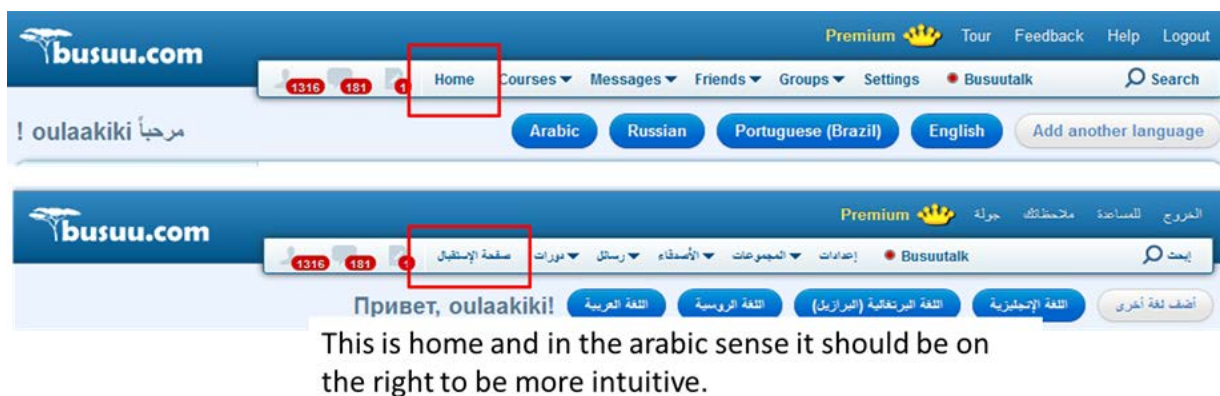 busuu.com
Premium Tour Feedback Help Logout
1316 181 1 Home Courses Messages Friends Groups Settings Busuutalk Search
مرحباً oulaakiki !
Arabic Russian Portuguese (Brazil) English Add another language
busuu.com
Premium جولة ملاحظاتك للمساعدة الخروج
1316 181 صفحة الإستقبال دورات رسائل الأصدقاء المجموعات إعدادات Busuutalk إبحث
Привет, oulaakiki! اللغة العربية اللغة الروسية اللغة البرتغالية (البرازيل) اللغة الإنجليزية أضف لغة أخرى
This is home and in the arabic sense it should be on
the right to be more intuitive.